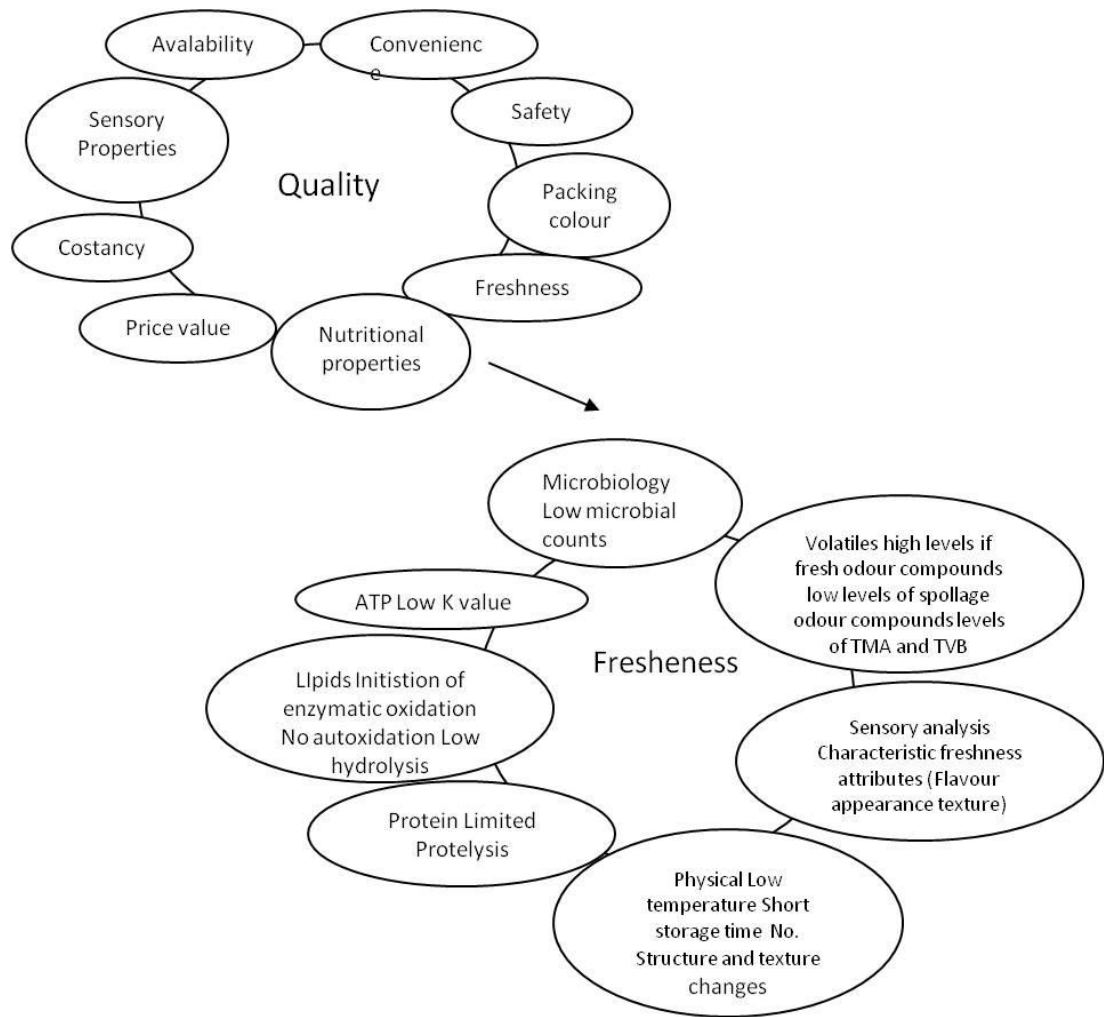 Avalability
Convenienc
e
Safety
Sensory
Properties
Quality
Packing
colour
Costancy
Freshness
Price value
Nutritional
properties
Microbiology
Low microbial
counts
Volatiles high levels if
fresh odour compounds
low levels of spollage
odour compounds levels
of TMA and TVB
ATP Low K value
Fresheness
LIpids Initistion of
enzymatic oxidation
No autoxidation Low
hydrolysis
Sensory analysis
Characteristic freshness
attributes (Flavour
appearance texture)
Protein Limited
Protelysis
Physical Low
temperature Short
storage time No.
Structure and texture
changes